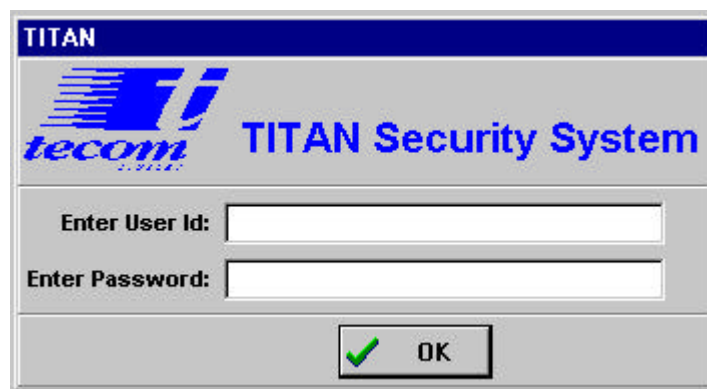 TITAN
tecom
TITAN Security System
Enter User Id:
Enter Password:
OK